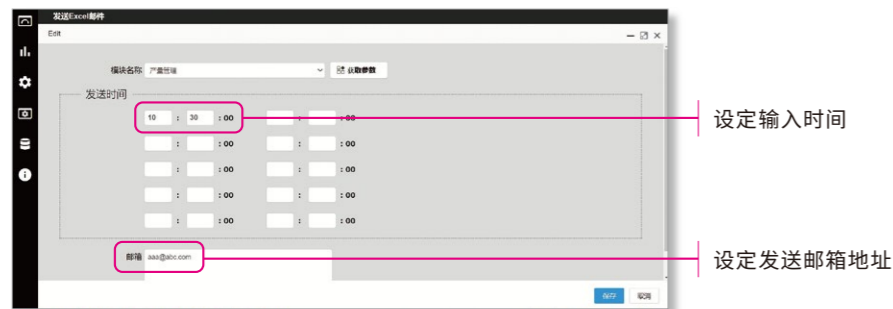 发送Excel邮件
Edit
模块名称 产量管理 获取参数
发送时间
10 : 30 : 00 : : 00
设定输入时间
: : 00 : : 00
: : 00 : : 00
: : 00 : : 00
: : 00 : : 00
邮箱 aaa@abc.com
设定发送邮箱地址
保存 取消